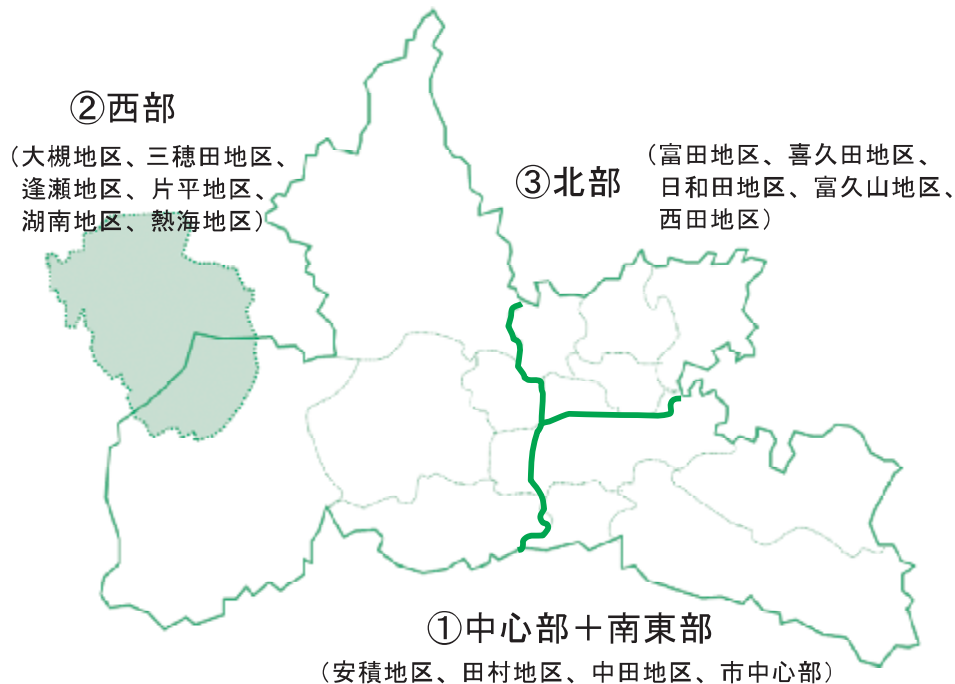 ②西部
（大槻地区、三穂田地区、
逢瀬地区、片平地区、
湖南地区、熱海地区）
③北部
（富田地区、喜久田地区、
日和田地区、富久山地区、
西田地区）
①中心部＋南東部
（安積地区、田村地区、中田地区、市中心部）